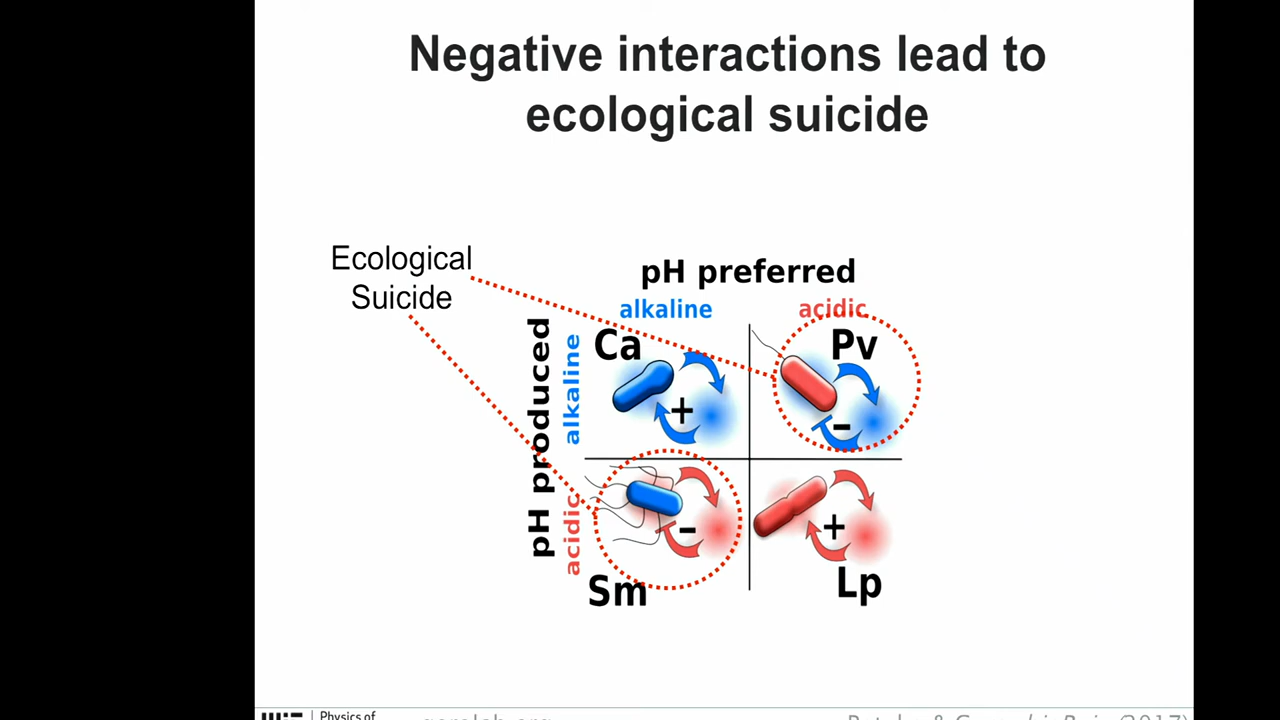 Negative interactions lead to
ecological suicide
Ecological
Suicide
pH preferred
alkaline
acidic
pH produced
alkaline
acidic
Ca
+
Pv
-
Sm
-
Lp
+
Physics of